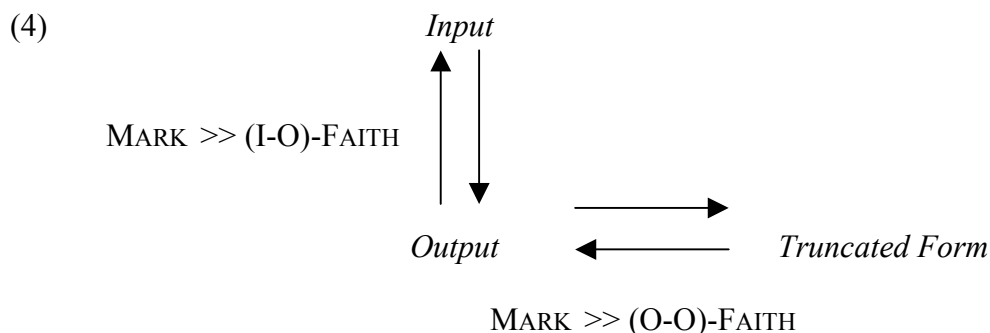 (4)
Input
MARK >> (I-O)-FAITH
Output
Truncated Form
MARK >> (O-O)-FAITH